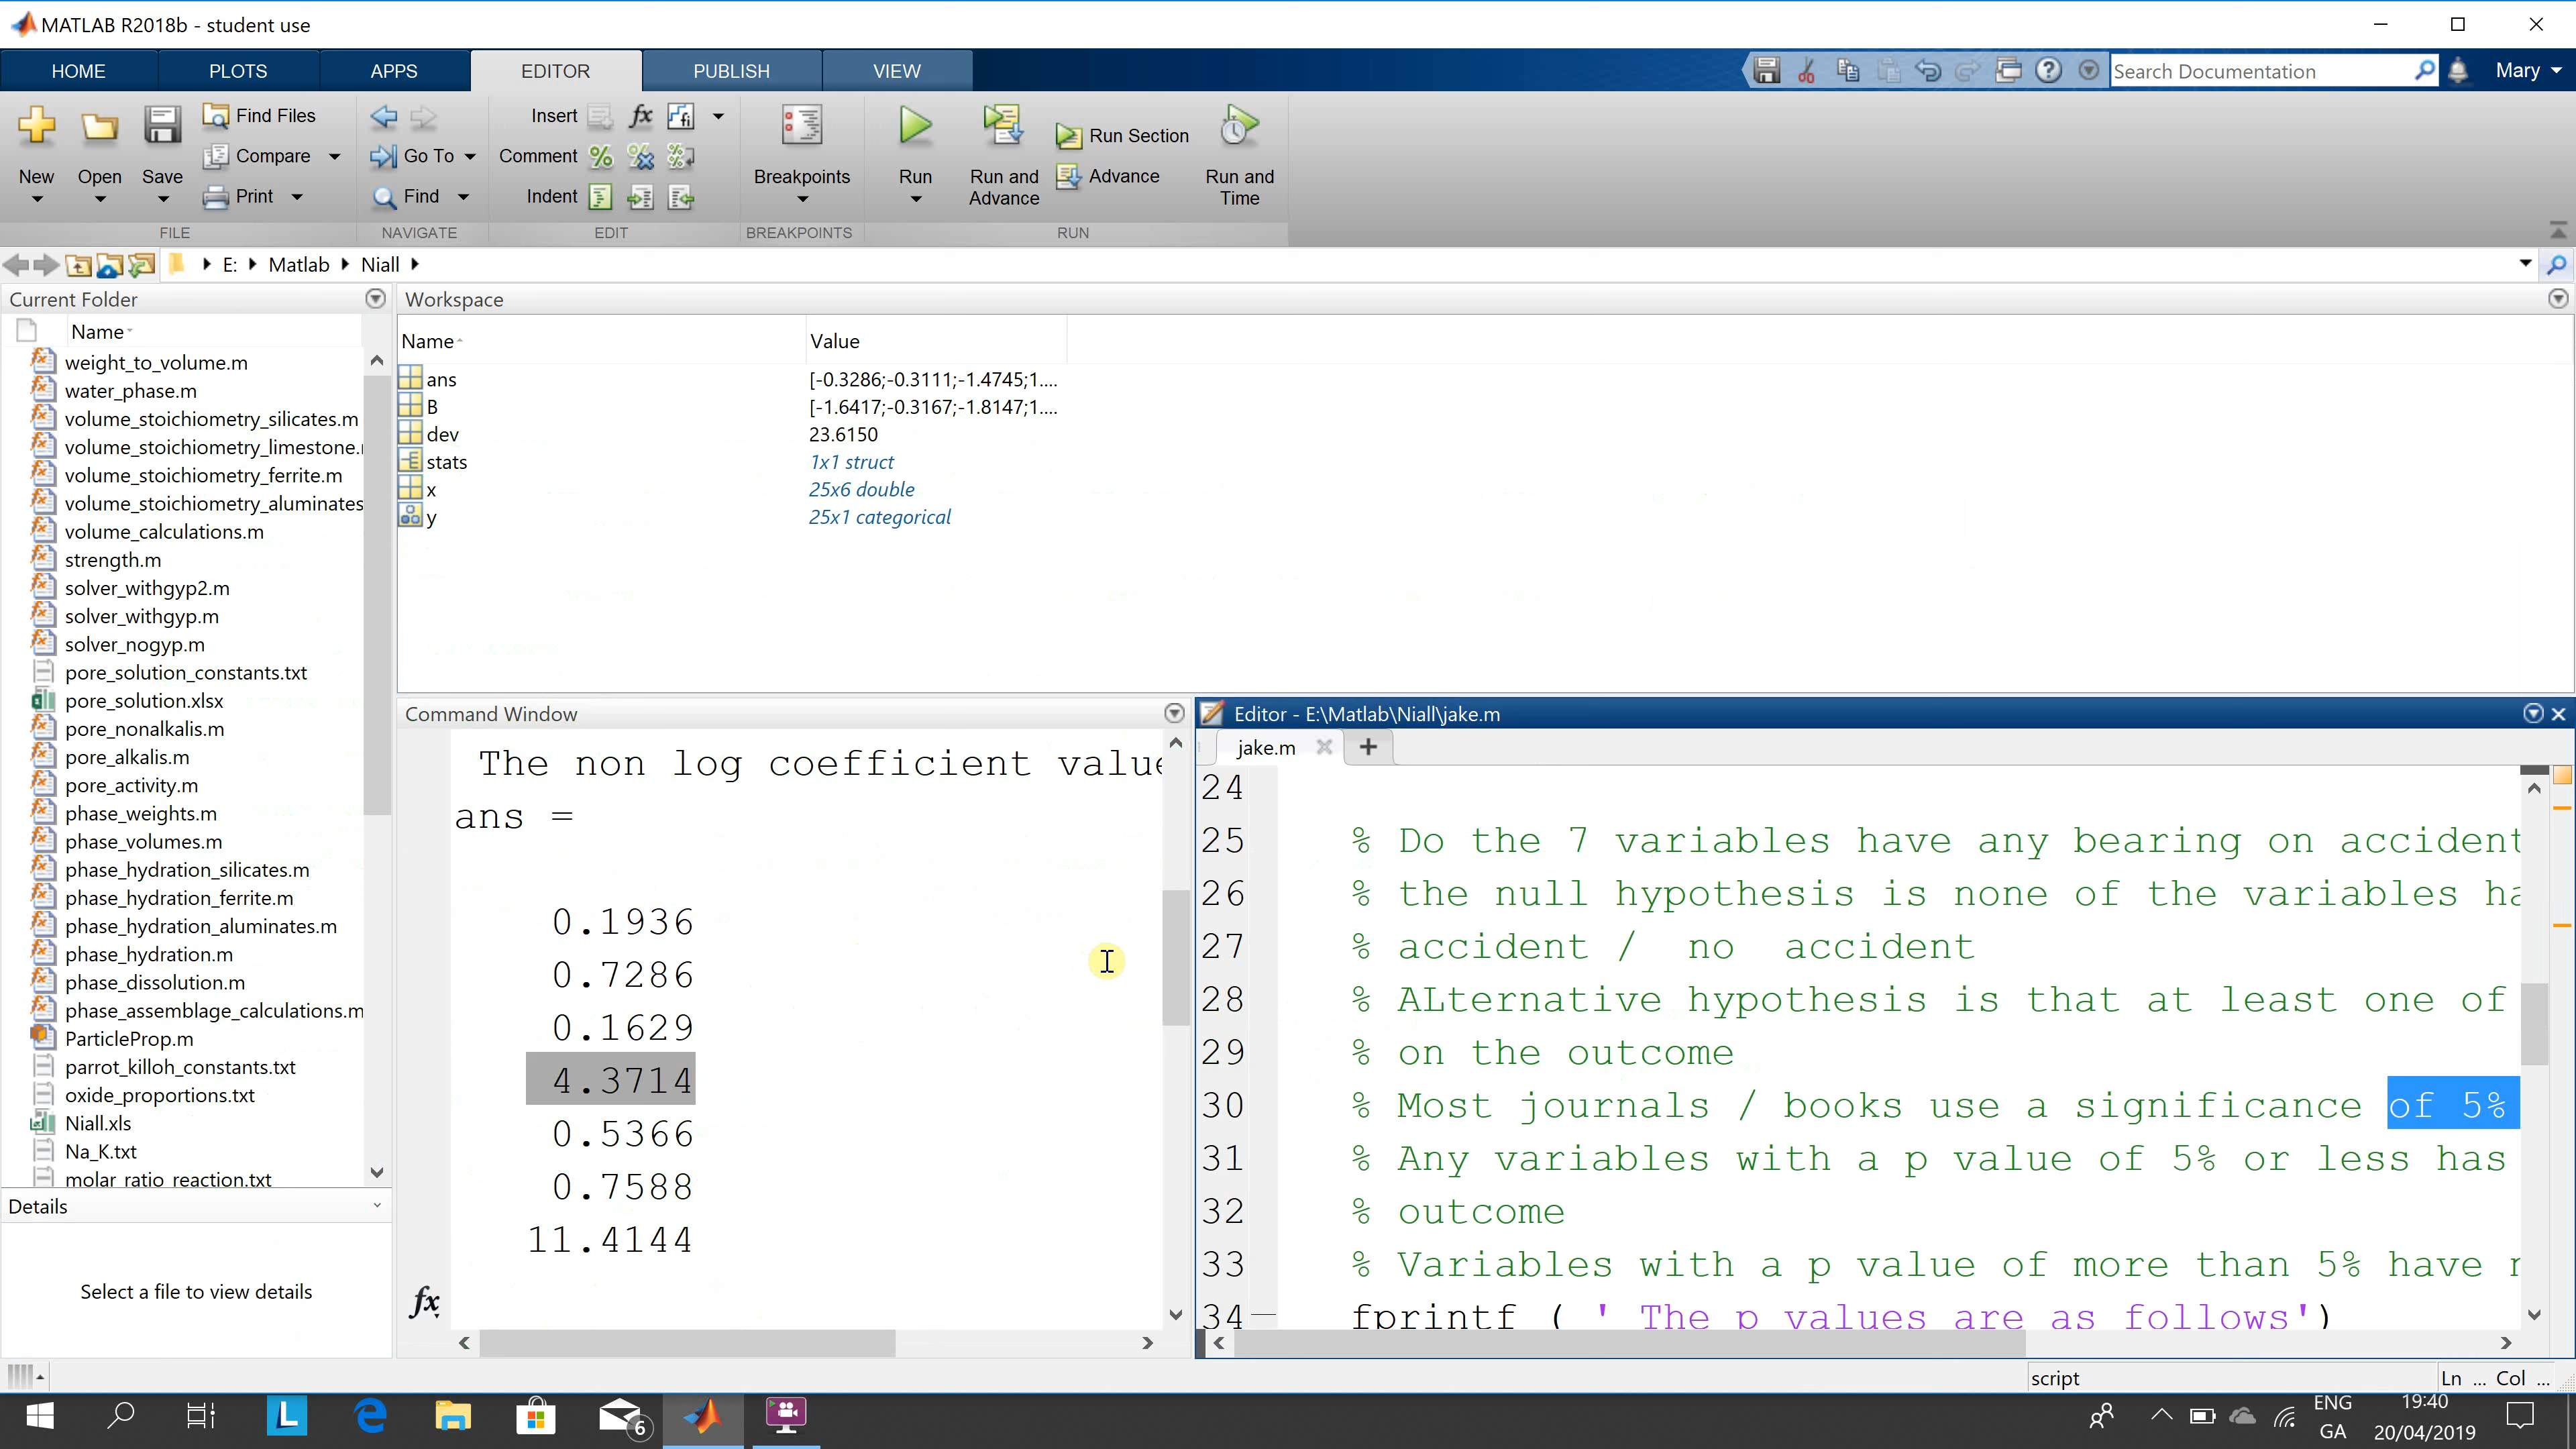 MATLAB R2018b - student use
HOME PLOTS APPS EDITOR PUBLISH VIEW Search Documentation Mary
New Open Save Find Files Compare Print
FILE
Go To Find
NAVIGATE
Insert fx fi
Comment
Indent
EDIT
Breakpoints
BREAKPOINTS
Run Run and Advance Run Section Advance Run and Time
RUN
E: Matlab Niall
Current Folder
Name
weight_to_volume.m
water_phase.m
volume_stoichiometry_silicates.m
volume_stoichiometry_limestone.
volume_stoichiometry_ferrite.m
volume_stoichiometry_aluminates
volume_calculations.m
strength.m
solver_withgyp2.m
solver_withgyp.m
solver_nogyp.m
pore_solution_constants.txt
pore_solution.xlsx
pore_nonalkalis.m
pore_alkalis.m
pore_activity.m
phase_weights.m
phase_volumes.m
phase_hydration_silicates.m
phase_hydration_ferrite.m
phase_hydration_aluminates.m
phase_hydration.m
phase_dissolution.m
phase_assemblage_calculations.m
ParticleProp.m
parrot_killoh_constants.txt
oxide_proportions.txt
Niall.xls
Na_K.txt
molar ratio reaction.txt
Details
Select a file to view details
Workspace
Name Value
ans [-0.3286;-0.3111;-1.4745;1....
B [-1.6417;-0.3167;-1.8147;1....
dev 23.6150
stats 1x1 struct
x 25x6 double
y 25x1 categorical
Command Window
The non log coefficient value
ans =
0.1936
0.7286
0.1629
4.3714
0.5366
0.7588
11.4144
fx
Editor - E:\Matlab\Niall\jake.m
jake.m
24
25 % Do the 7 variables have any bearing on accident
26 % the null hypothesis is none of the variables ha
27 % accident / no accident
28 % ALternative hypothesis is that at least one of
29 % on the outcome
30 % Most journals / books use a significance of 5%
31 % Any variables with a p value of 5% or less has
32 % outcome
33 % Variables with a p value of more than 5% have
34 fprintf ( ' The p values are as follows')
script Ln ... Col ...
L 6 ENG GA 19:40 20/04/2019